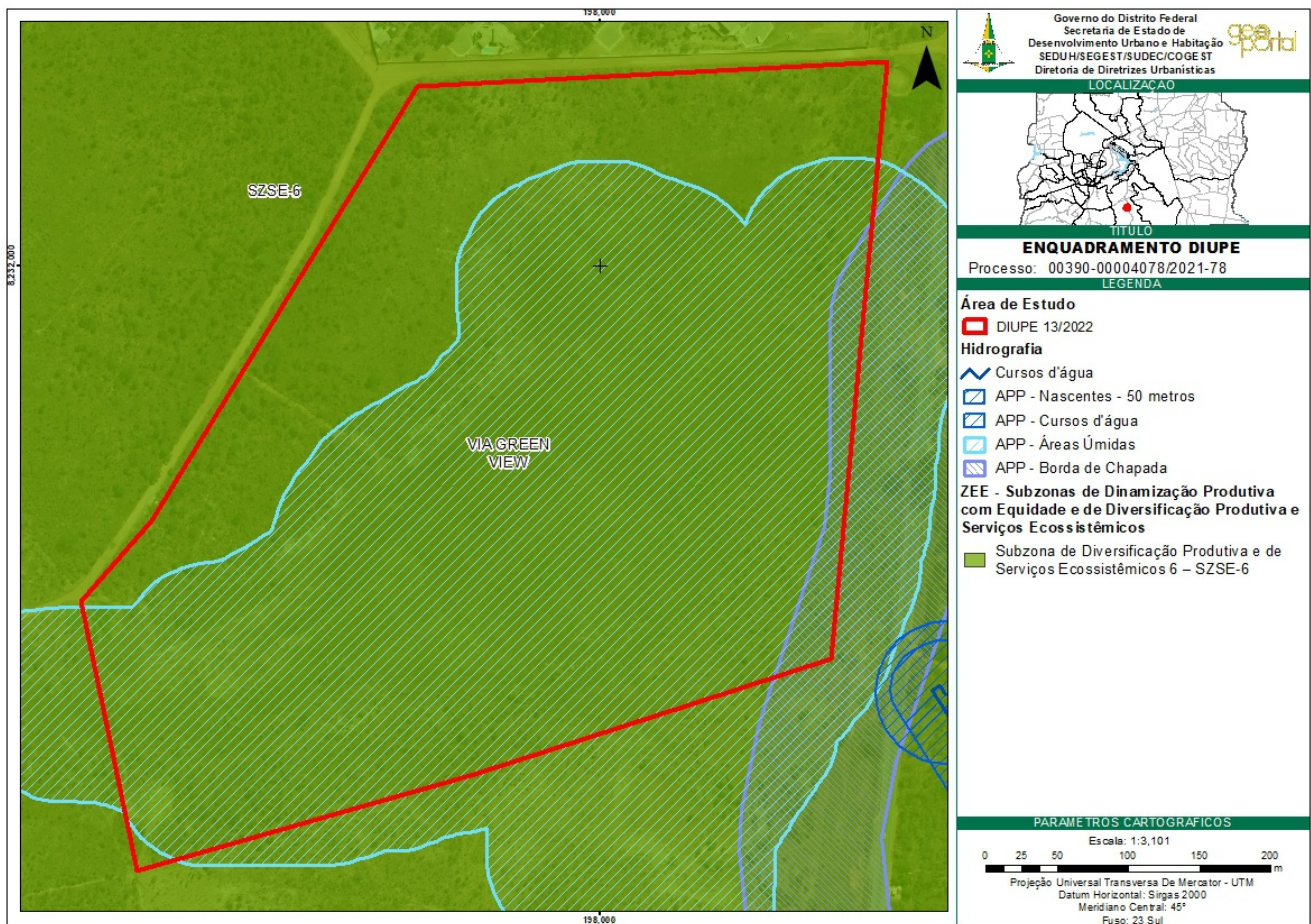 198,000
8,232,000
N
SZSE-6
VIA GREEN
VIEW
198,000
Governo do Distrito Federal
Secretaria de Estado de
Desenvolvimento Urbano e Habitação
SEDUH/SEGEST/SUDEC/COGEST
Diretoria de Diretrizes Urbanísticas
geo
portal
LOCALIZAÇÃO
TÍTULO
ENQUADRAMENTO DIUPE
Processo: 00390-00004078/2021-78
LEGENDA
Área de Estudo
DIUPE 13/2022
Hidrografia
Cursos d'água
APP - Nascentes - 50 metros
APP - Cursos d'água
APP - Áreas Úmidas
APP - Borda de Chapada
ZEE - Subzonas de Dinamização Produtiva
com Equidade e de Diversificação Produtiva e
Serviços Ecossistêmicos
Subzona de Diversificação Produtiva e de
Serviços Ecossistêmicos 6 – SZSE-6
PARÂMETROS CARTOGRÁFICOS
Escala: 1:3,101
0 25 50 100 150 200
m
Projeção Universal Transversa De Mercator - UTM
Datum Horizontal: Sirgas 2000
Meridiano Central: 45°
Fuso: 23 Sul